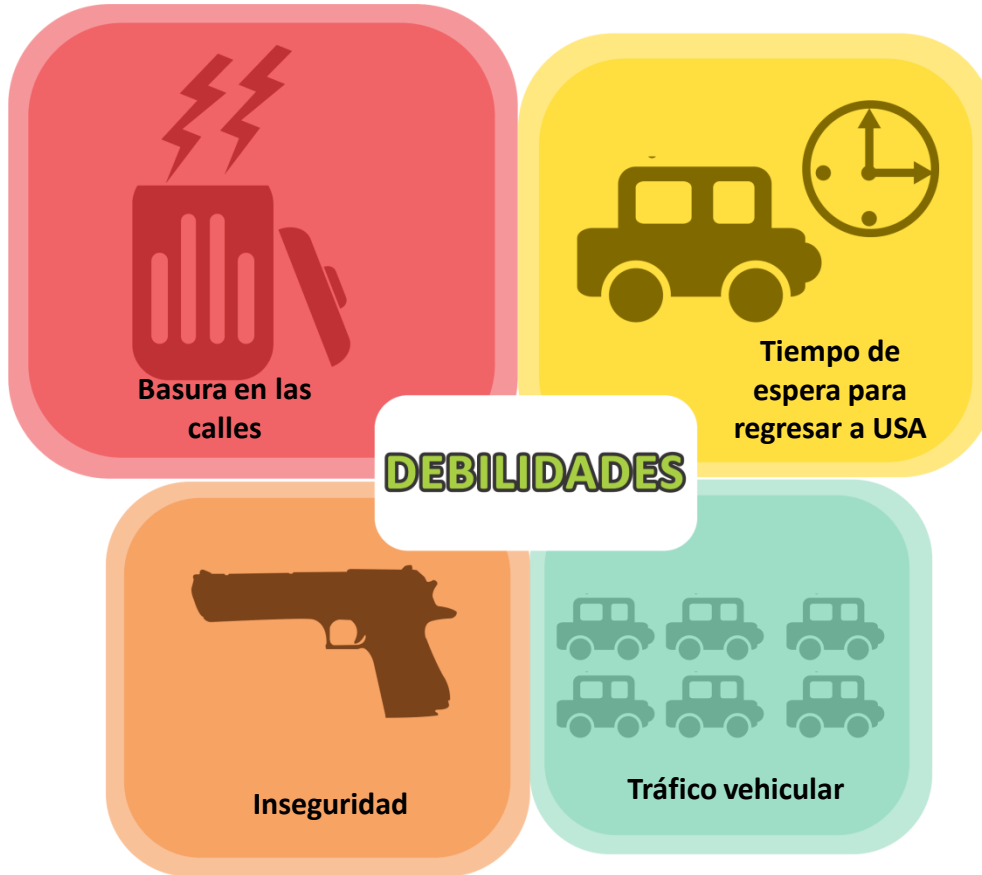 Basura en las
calles
Tiempo de
espera para
regresar a USA
DEBILIDADES
Inseguridad
Tráfico vehicular